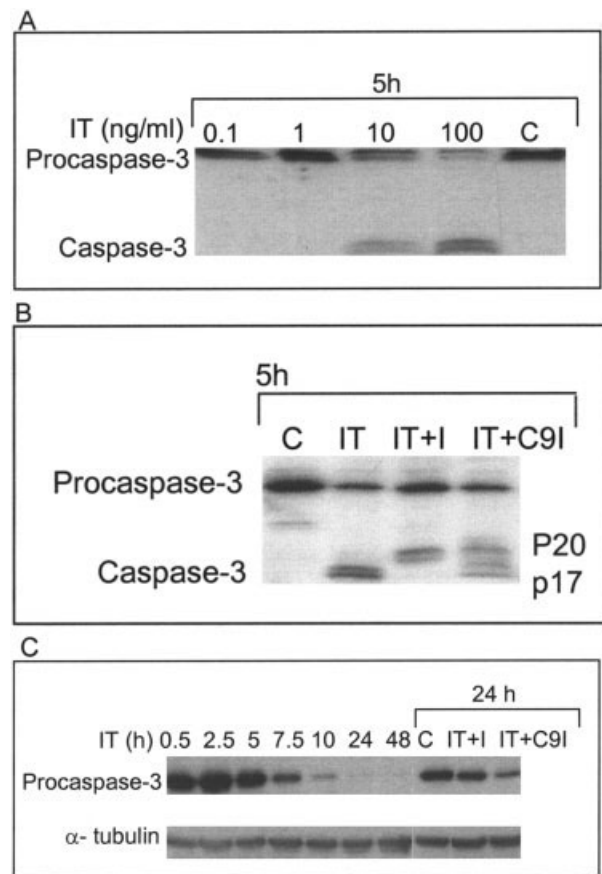 A
5h
IT (ng/ml) 0.1 1 10 100 C
Procaspase-3
Caspase-3
B
5h
C IT IT+I IT+C9I
Procaspase-3
P20
Caspase-3 p17
C
24 h
IT (h) 0.5 2.5 5 7.5 10 24 48 C IT+I IT+C9I
Procaspase-3
α- tubulin